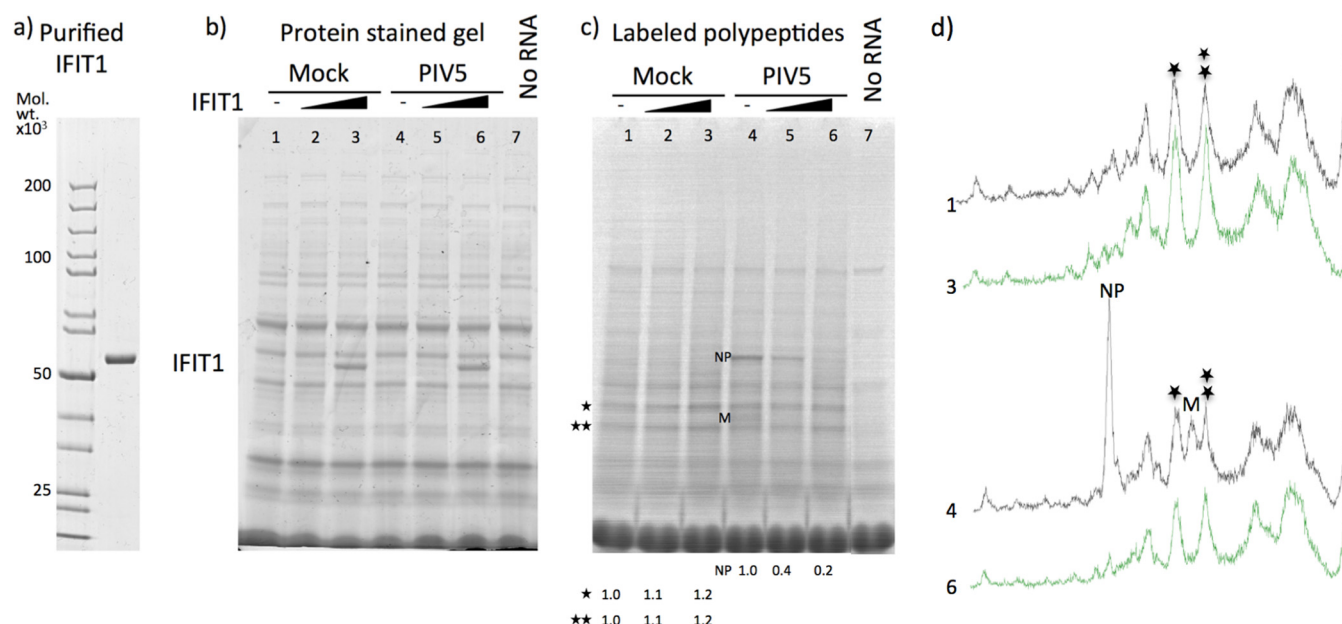 a) Purified
IFIT1
Mol.
wt.
x10³
200
100
50
25
b) Protein stained gel
Mock PIV5 No RNA
IFIT1 - -
1 2 3 4 5 6 7
IFIT1
c) Labeled polypeptides
Mock PIV5 No RNA
- -
1 2 3 4 5 6 7
NP
★
M
★★
NP 1.0 0.4 0.2
★ 1.0 1.1 1.2
★★ 1.0 1.1 1.2
d)
★ ★★
1
3
NP
★ M ★★
4
6